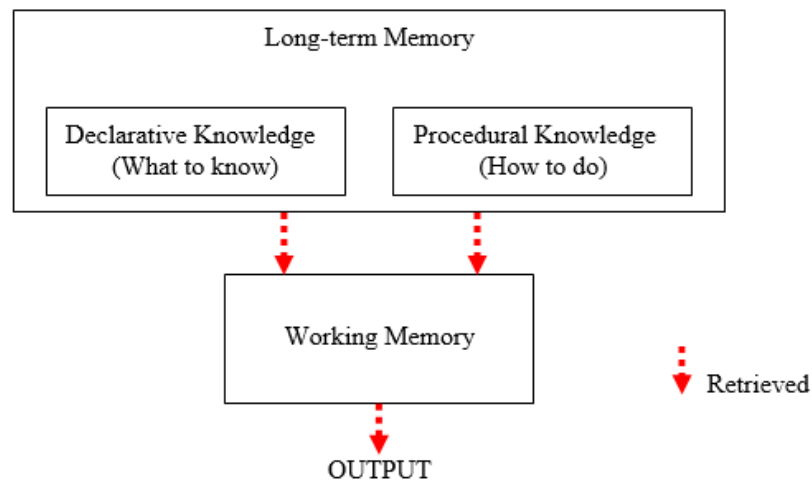 Long-term Memory
Declarative Knowledge
(What to know)
Procedural Knowledge
(How to do)
Working Memory
Retrieved
OUTPUT